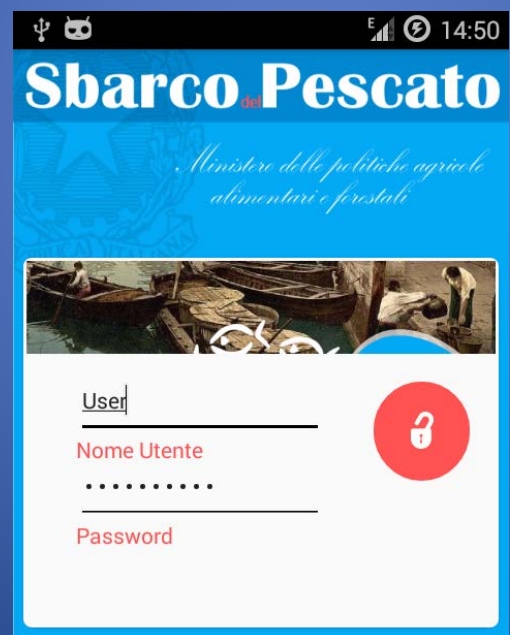 E 14:50
Sbarco del Pescato
Ministero delle politiche agricole
alimentari e forestali
User
Nome Utente
••••••••••
Password